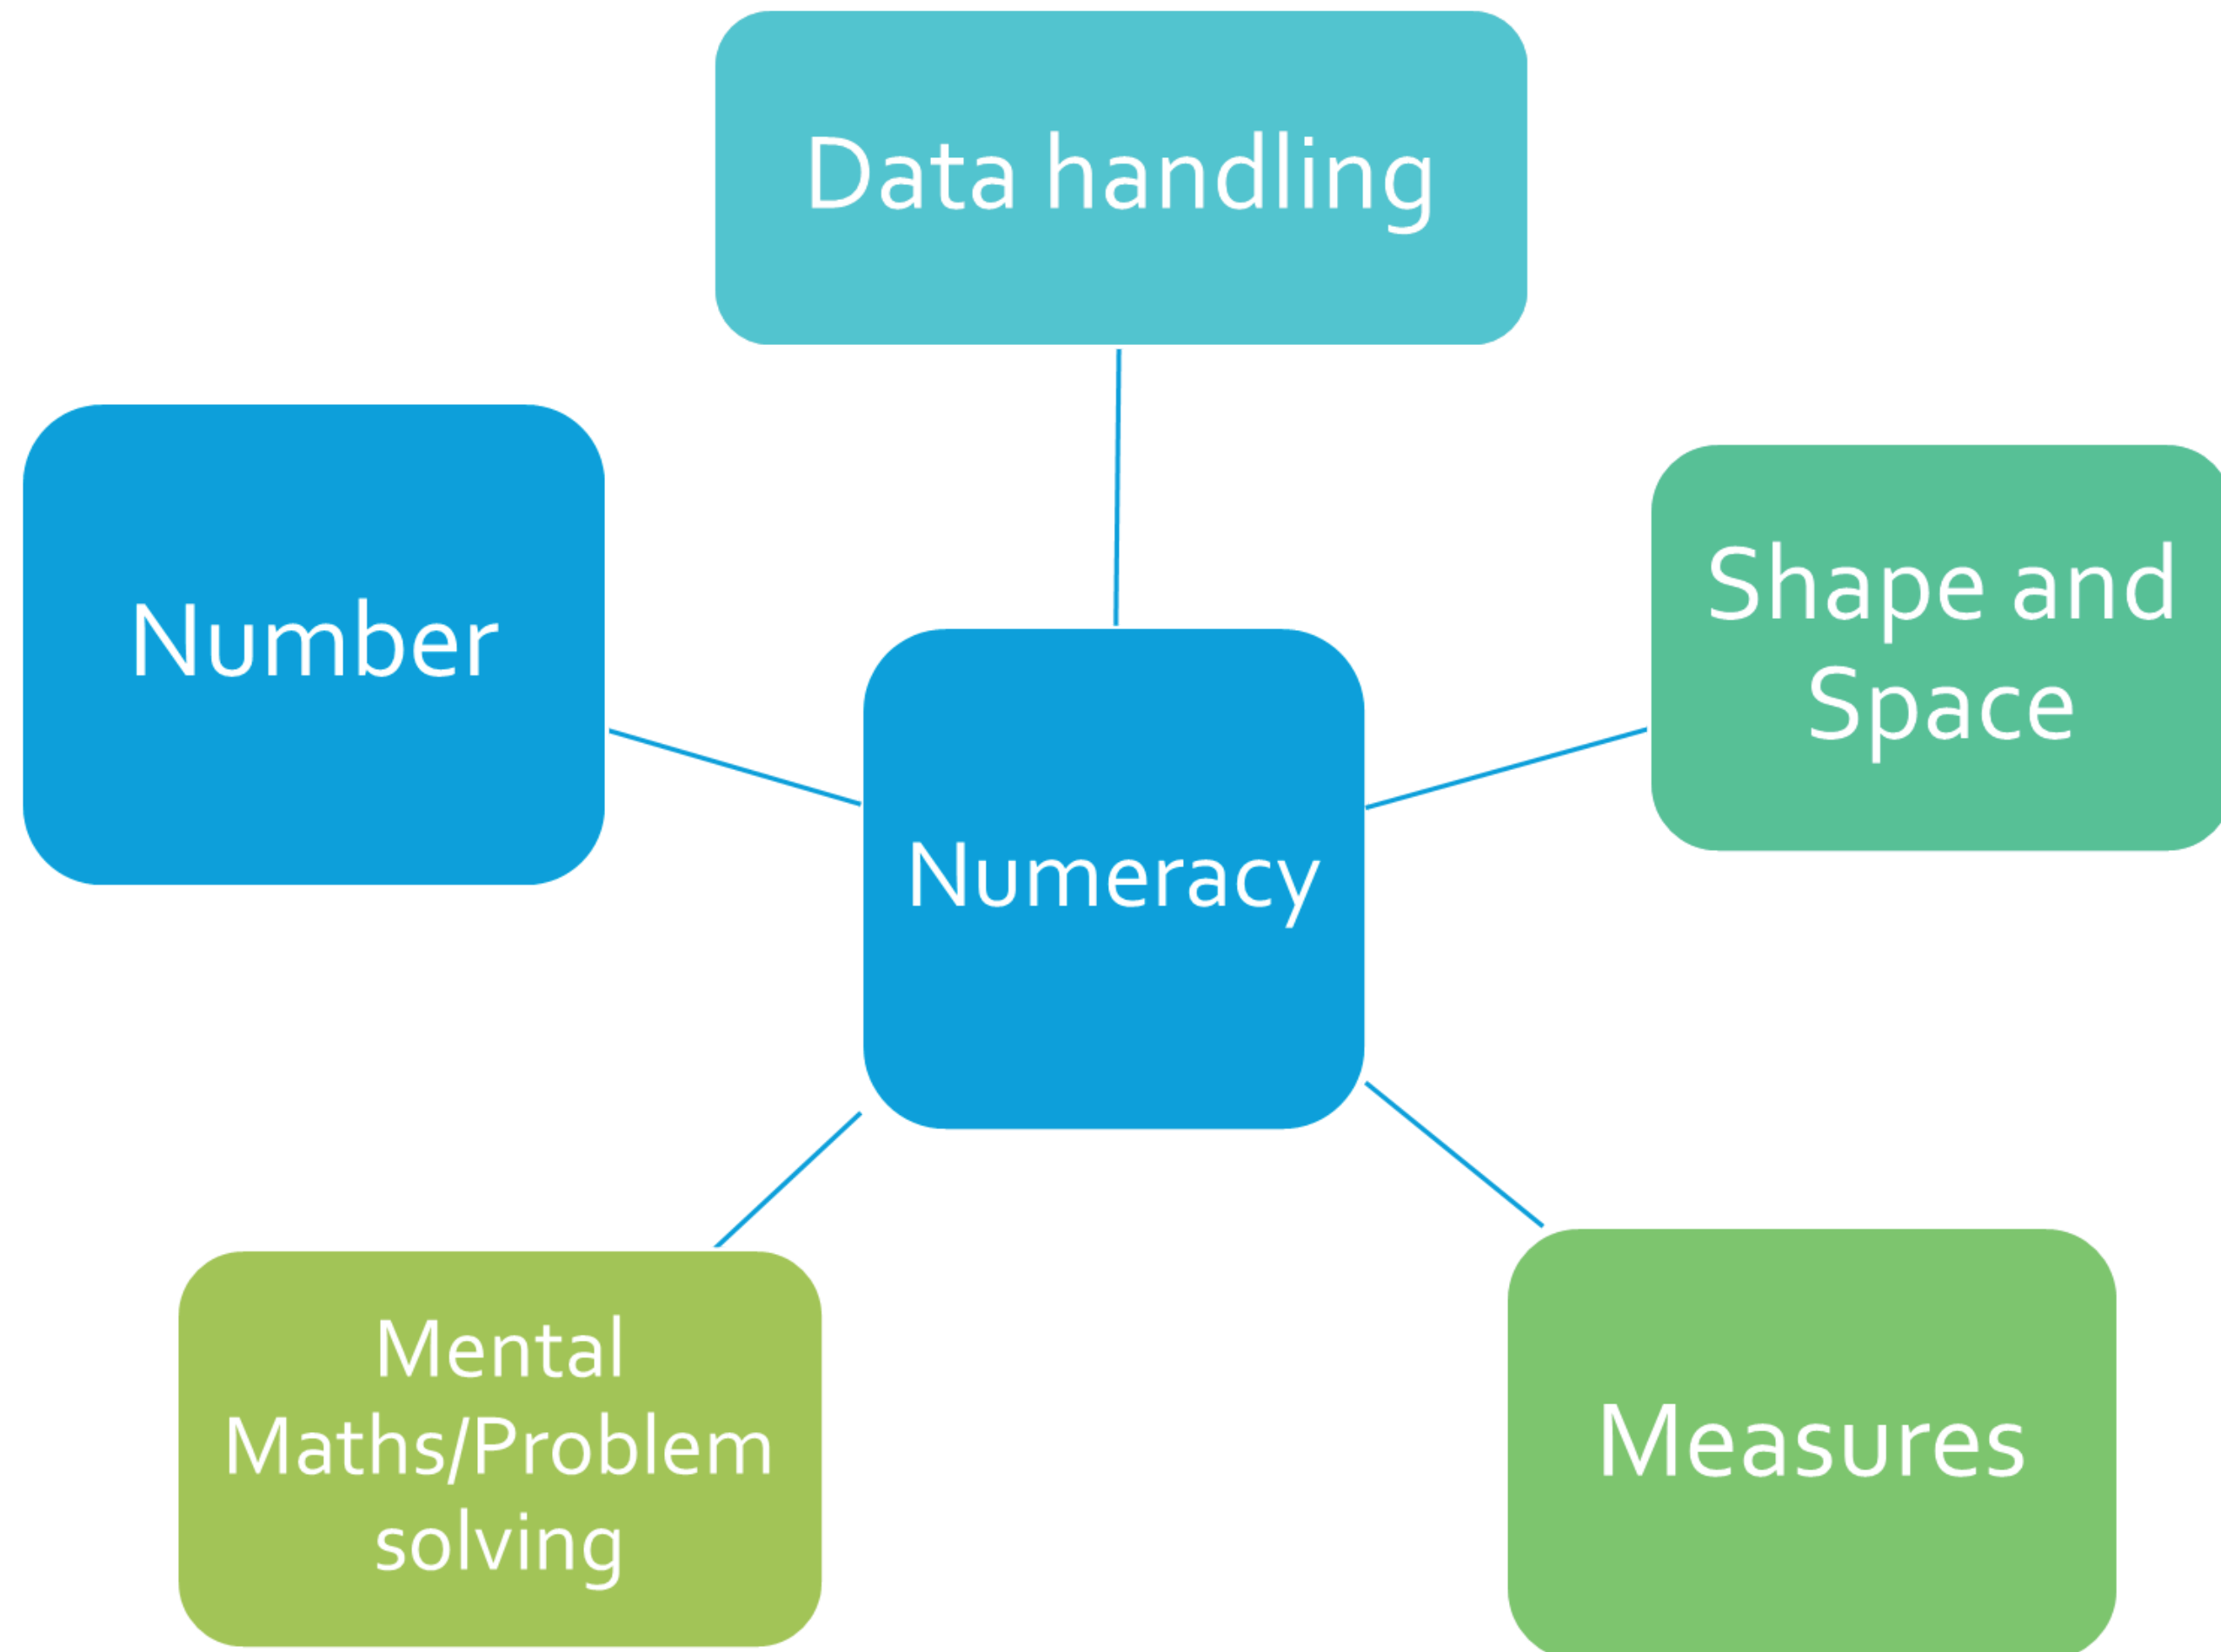 Data handling
Number
Shape and
Space
Numeracy
Mental
Maths/Problem
solving
Measures